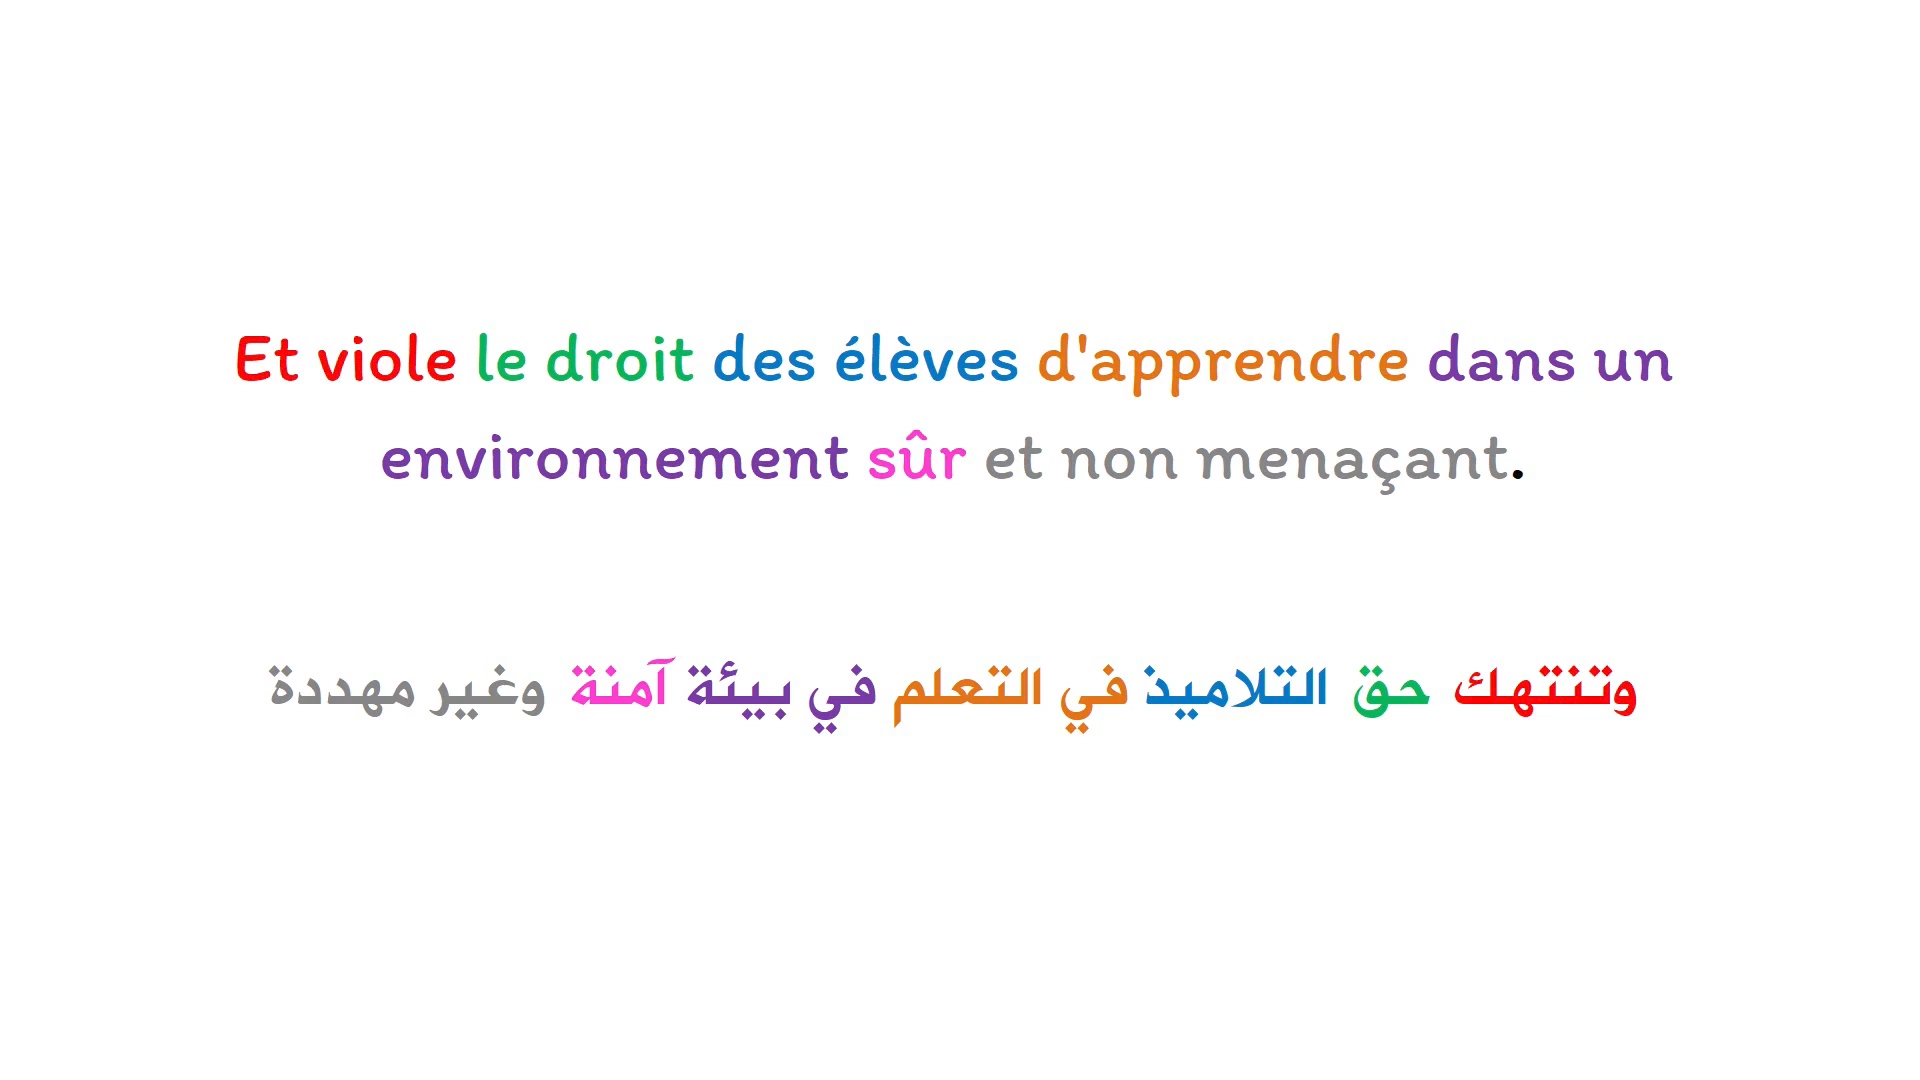 Et viole le droit des élèves d'apprendre dans un
environnement sûr et non menaçant.
وتنتهك حق التلاميذ في التعلم في بيئة آمنة وغير مهددة